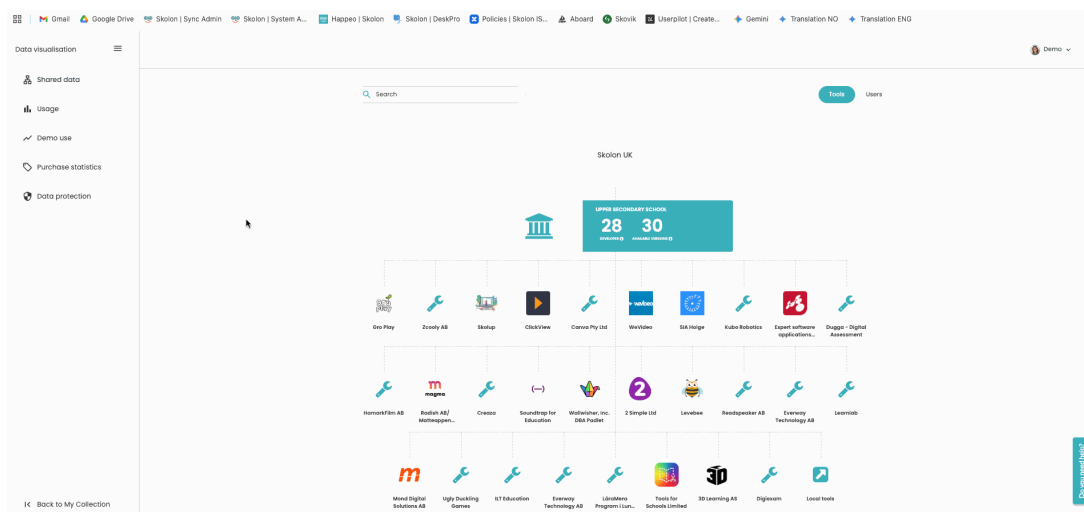 Gmail Google Drive Skolon | Sync Admin Skolon | System A... Happeo | Skolon Skolon | DeskPro Policies | Skolon IS... Aboard Skovik Userpilot | Create... Gemini Translation NO Translation ENG
Data visualisation
Demo
Shared data
Usage
Demo use
Purchase statistics
Data protection
Back to My Collection
Search
Tools Users
Skolon UK
UPPER SECONDARY SCHOOL
28 30
DEVELOPER AVAILABLE VERSIONS
Gro Play Zcooly AB Skolup ClickView Canva Pty Ltd WeVideo SIA Hoige Kubo Robotics Expert software applications... Dugga - Digital Assessment
magma
HamarkFilm AB Radish AB/ Matteappen... Creaza Soundtrap for Education Wallwisher, Inc. DBA Padlet 2 Simple Ltd Levebee Readspeaker AB Everway Technology AB Learnlab
Mond Digital Solutions AB Ugly Duckling Games ILT Education Everway Technology AB LäraMera Program i Lun... Tools for Schools Limited 3D Learning AS Digiexam Local tools
Do you need help?